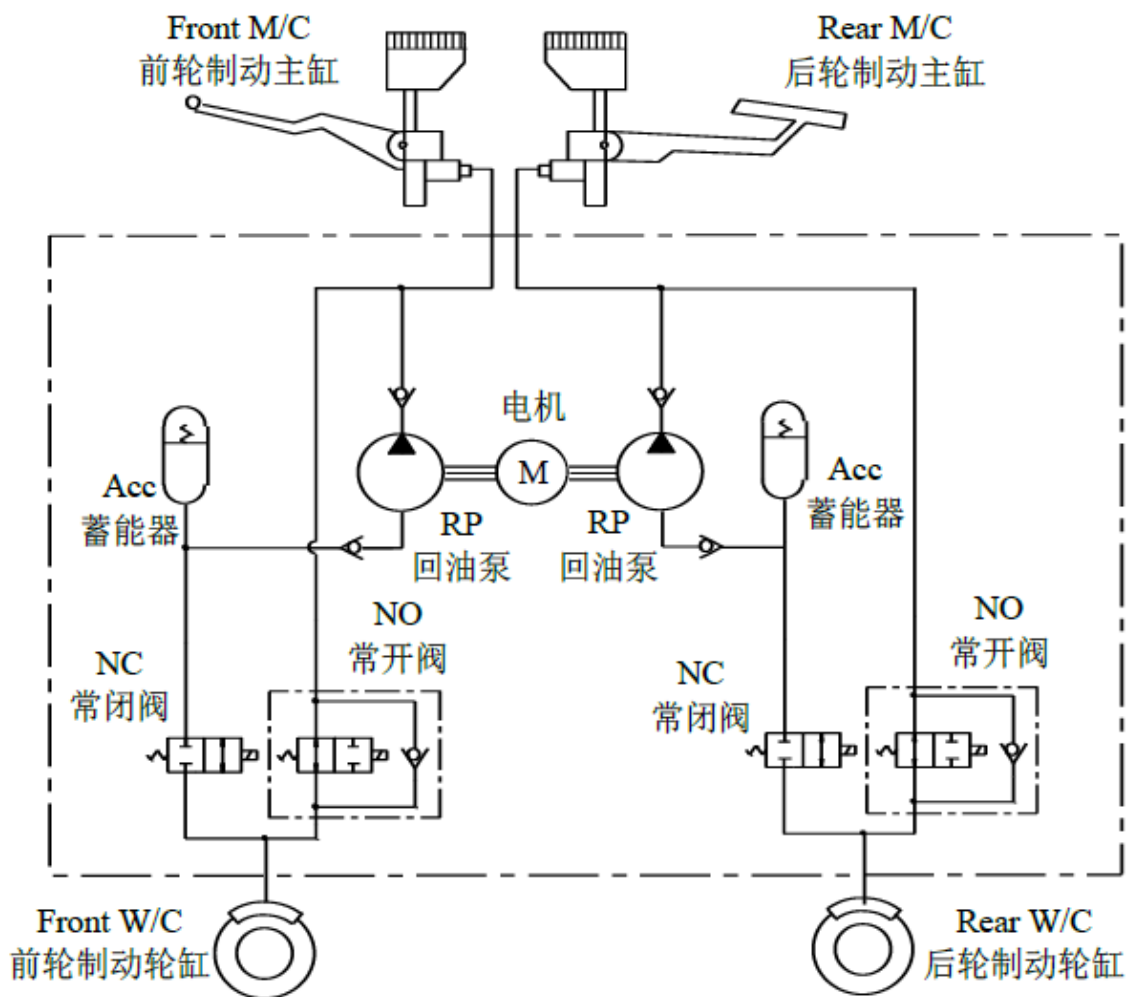 Front M/C
前轮制动主缸
Rear M/C
后轮制动主缸
电机
M
Acc
蓄能器
RP
回油泵
RP
回油泵
Acc
蓄能器
NO
常开阀
NC
常闭阀
NO
常开阀
NC
常闭阀
Front W/C
前轮制动轮缸
Rear W/C
后轮制动轮缸